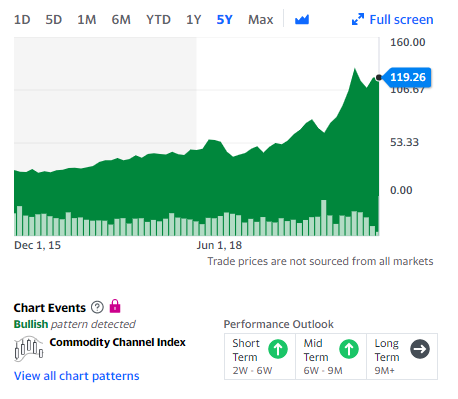 1D 5D 1M 6M YTD 1Y 5Y Max Full screen
160.00
119.26
106.67
53.33
0.00
Dec 1, 15 Jun 1, 18
Trade prices are not sourced from all markets
Chart Events ?
Bullish pattern detected
Commodity Channel Index
View all chart patterns
Performance Outlook
Short Term
2W - 6W
Mid Term
6W - 9M
Long Term
9M+